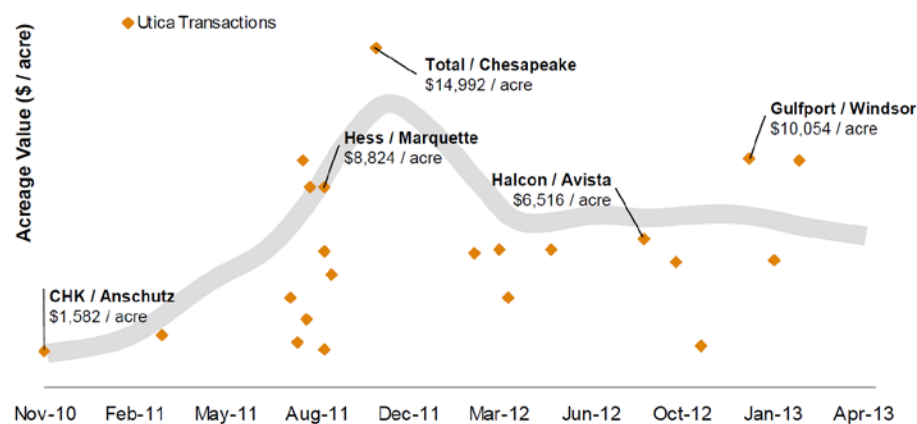 Utica Transactions
Acreage Value ($ / acre)
Total / Chesapeake
$14,992 / acre
Gulfport / Windsor
$10,054 / acre
Hess / Marquette
$8,824 / acre
Halcon / Avista
$6,516 / acre
CHK / Anschutz
$1,582 / acre
Nov-10 Feb-11 May-11 Aug-11 Dec-11 Mar-12 Jun-12 Oct-12 Jan-13 Apr-13